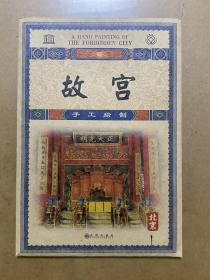 A HAND PAINTING OF
THE FORBIDDEN CITY
故宫
手工绘制
正大光明
北京